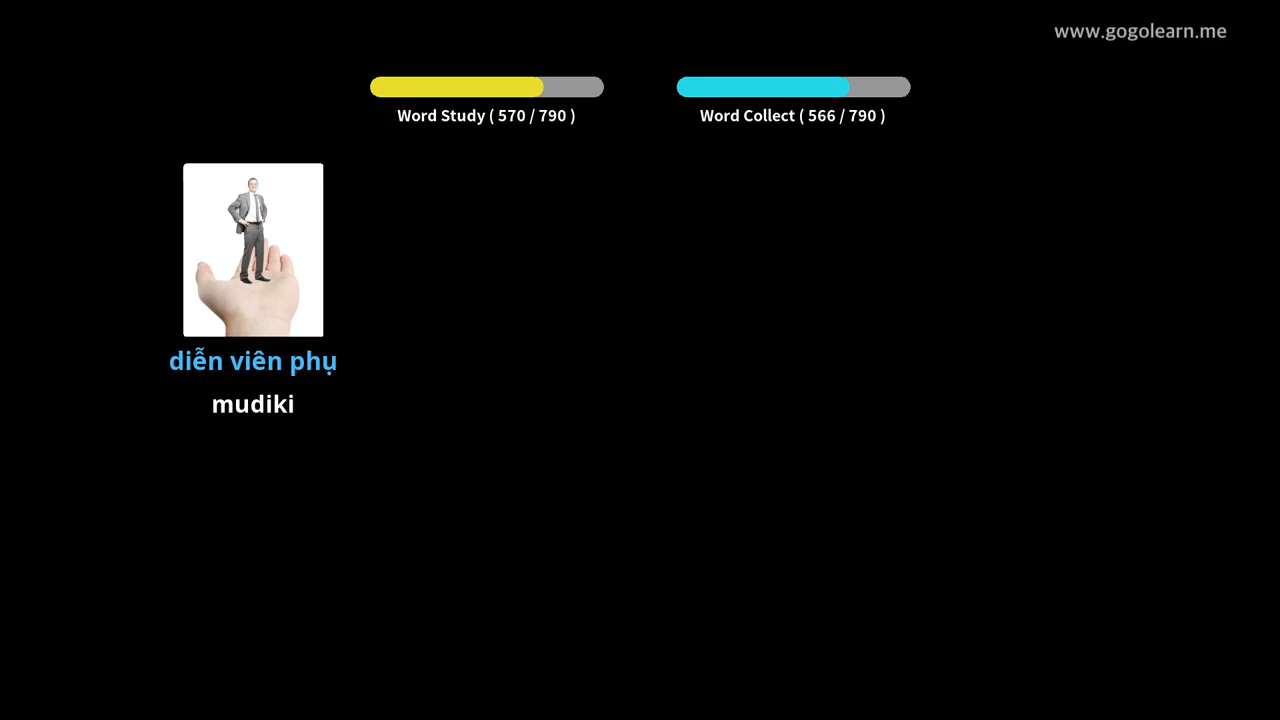 www.gogolearn.me
Word Study ( 570 / 790 )
Word Collect ( 566 / 790 )
diễn viên phụ
mudiki